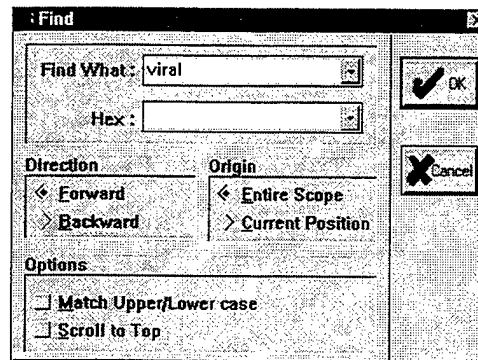 Find
Find What: viral
Hex:
OK
Cancel
Direction
Forward
Backward
Origin
Entire Scope
Current Position
Options
Match Upper/Lower case
Scroll to Top